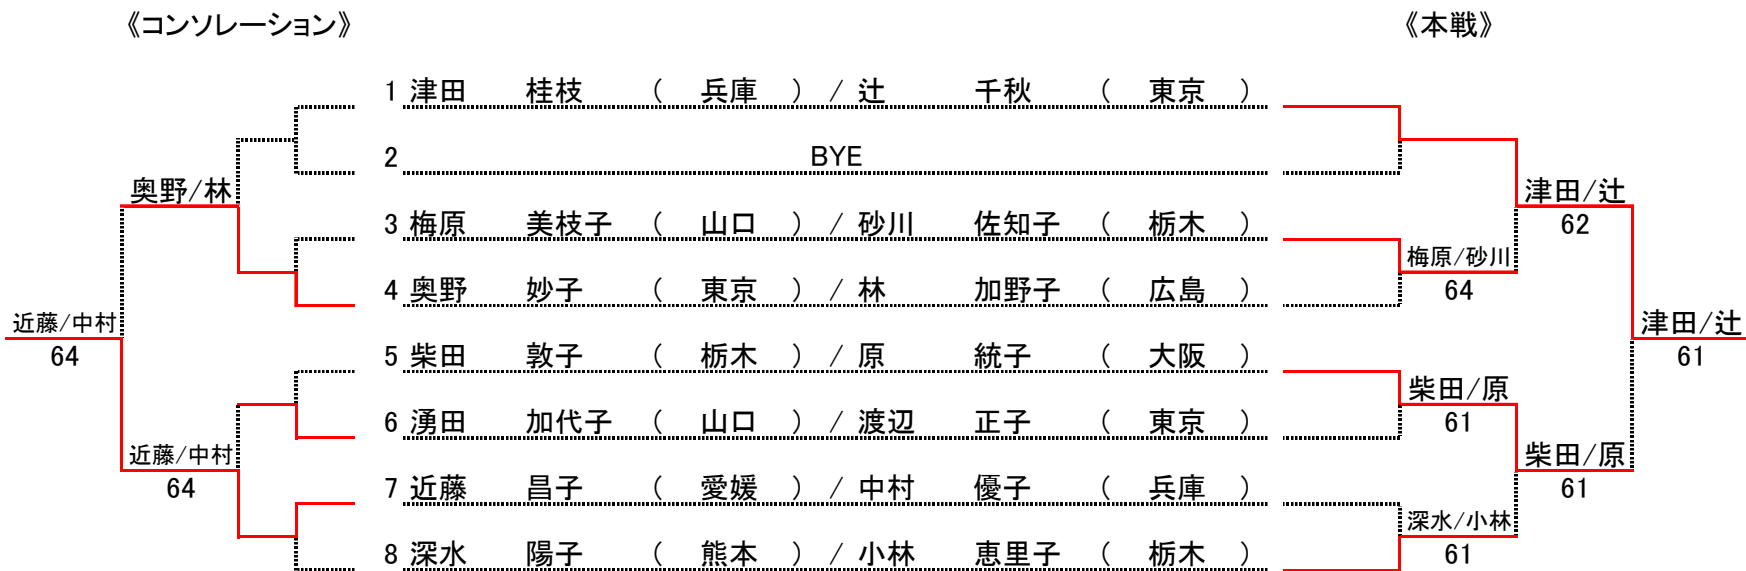 《コンソレーション》 《本戦》
1 津田 桂枝 ( 兵庫 ) / 辻 千秋 ( 東京 )
2 BYE
奥野/林 津田/辻
62
3 梅原 美枝子 ( 山口 ) / 砂川 佐知子 ( 栃木 )
梅原/砂川
64
4 奥野 妙子 ( 東京 ) / 林 加野子 ( 広島 )
近藤/中村 津田/辻
64 61
5 柴田 敦子 ( 栃木 ) / 原 統子 ( 大阪 )
柴田/原
61
6 湧田 加代子 ( 山口 ) / 渡辺 正子 ( 東京 )
近藤/中村 柴田/原
64 61
7 近藤 昌子 ( 愛媛 ) / 中村 優子 ( 兵庫 )
深水/小林
61
8 深水 陽子 ( 熊本 ) / 小林 恵里子 ( 栃木 )